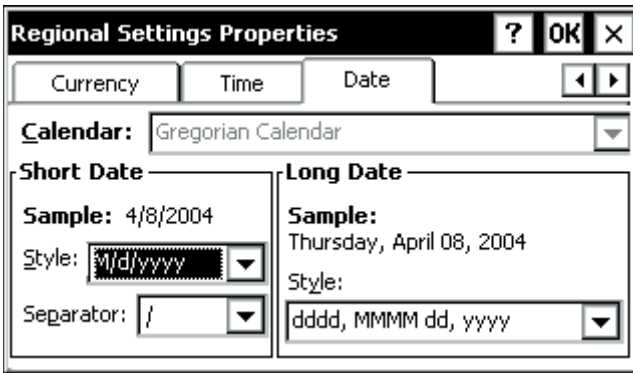 Regional Settings Properties ? OK ×
Currency Time Date
Calendar: Gregorian Calendar
Short Date
Sample: 4/8/2004
Style: M/d/yyyy
Separator: /
Long Date
Sample:
Thursday, April 08, 2004
Style:
dddd, MMMM dd, yyyy